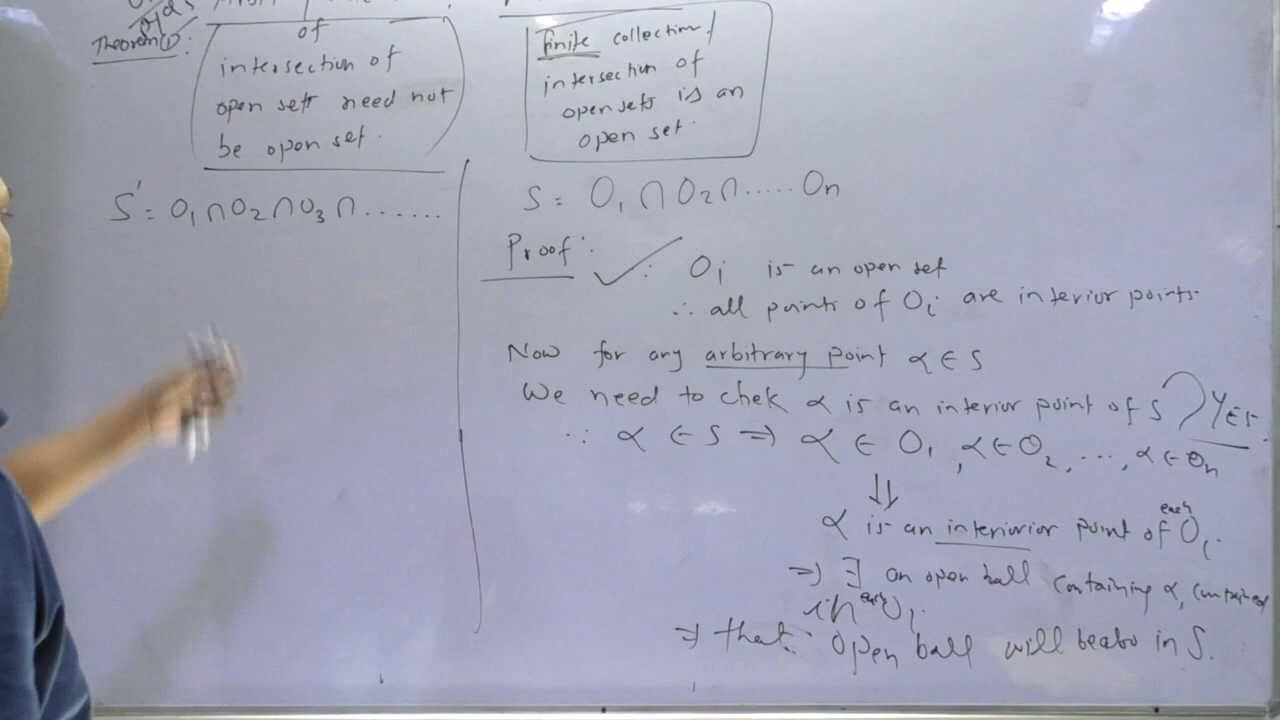 Theorem(1):
of
intersection of
open sets need not
be open set.
S' = O₁ ∩ O₂ ∩ O₃ ∩ .......
Finite collection/
intersection of
open sets is an
open set.
S = O₁ ∩ O₂ ∩ ..... On
Proof:
∵ Oi is an open set
∴ all points of Oi are interior points.
Now for any arbitrary point α ∈ S
We need to chek α is an interior point of S Yes.
∵ α ∈ S ⇒ α ∈ O₁, α ∈ O₂, ..., α ∈ On
⇓
α is an interiorior point of each Oi.
⇒ ∃ an open ball containing α, contained
in each Oi.
⇒ that open ball will be also in S.